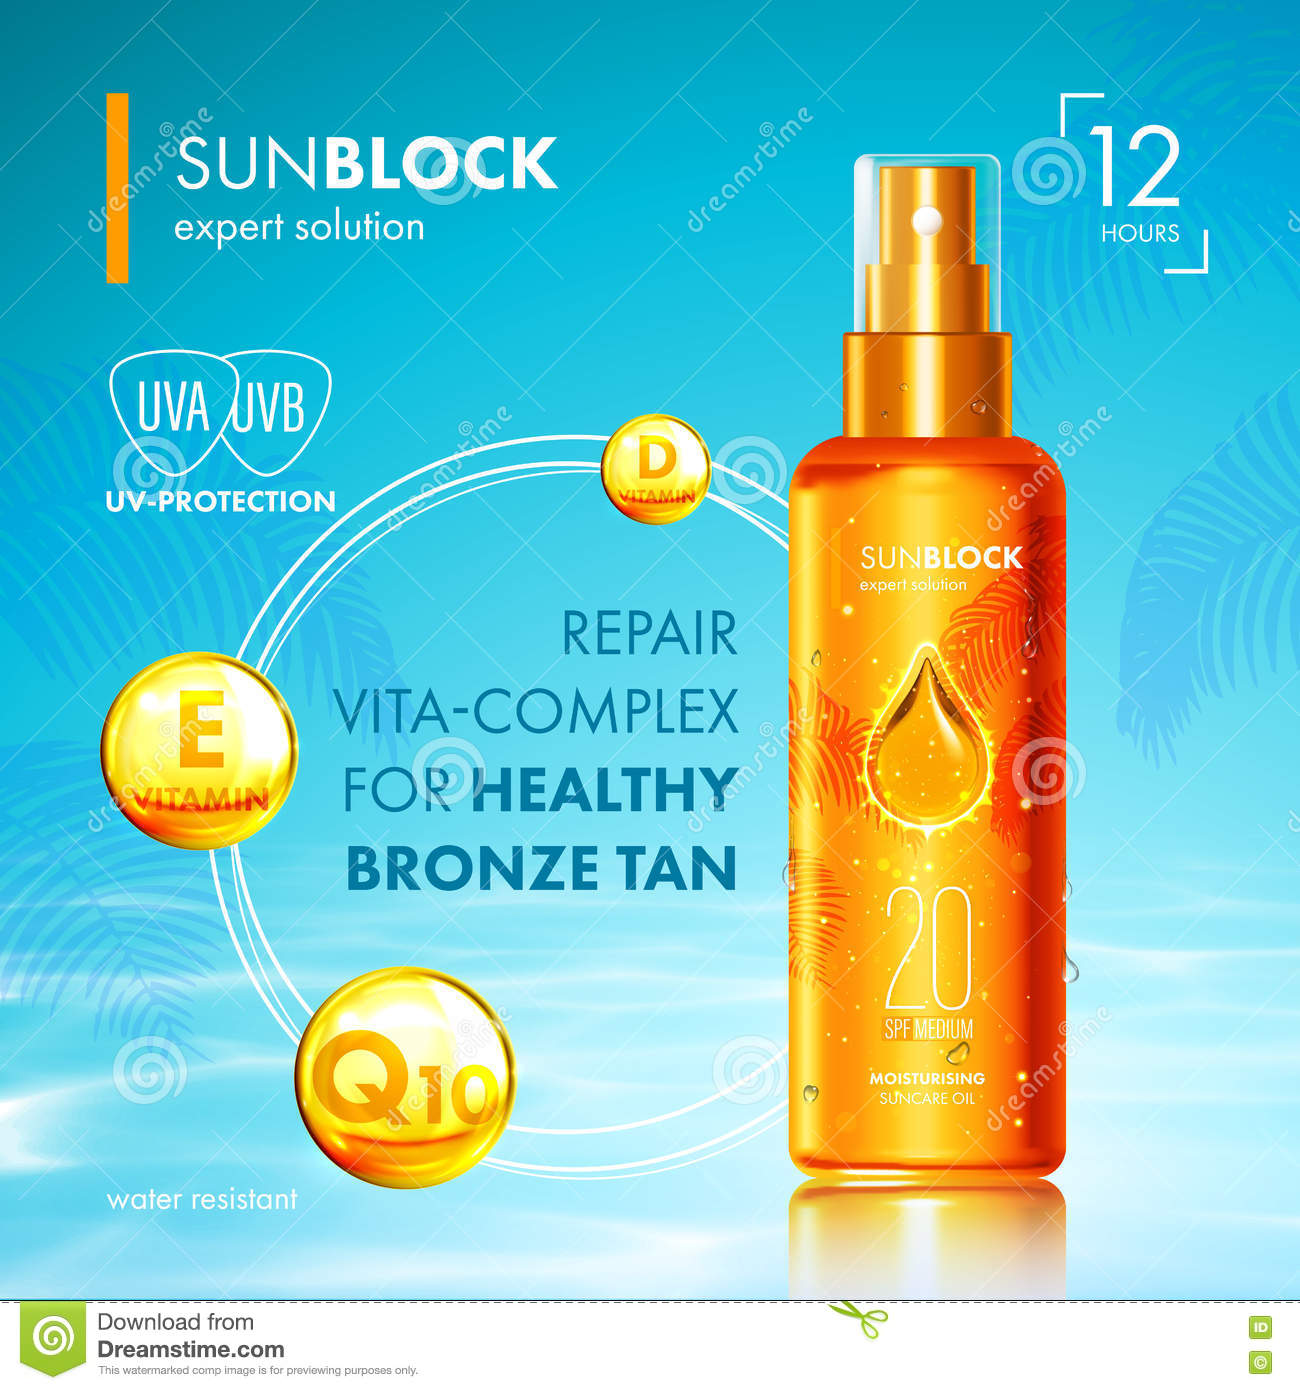 SUNBLOCK
expert solution
12
HOURS
UVA UVB
UV-PROTECTION
D
VITAMIN
E
VITAMIN
Q10
REPAIR
VITA-COMPLEX
FOR HEALTHY
BRONZE TAN
SUNBLOCK
expert solution
20
SPF MEDIUM
MOISTURISING
SUNCARE OIL
water resistant
dreamstime
Download from
Dreamstime.com
This watermarked comp image is for previewing purposes only.
ID
©